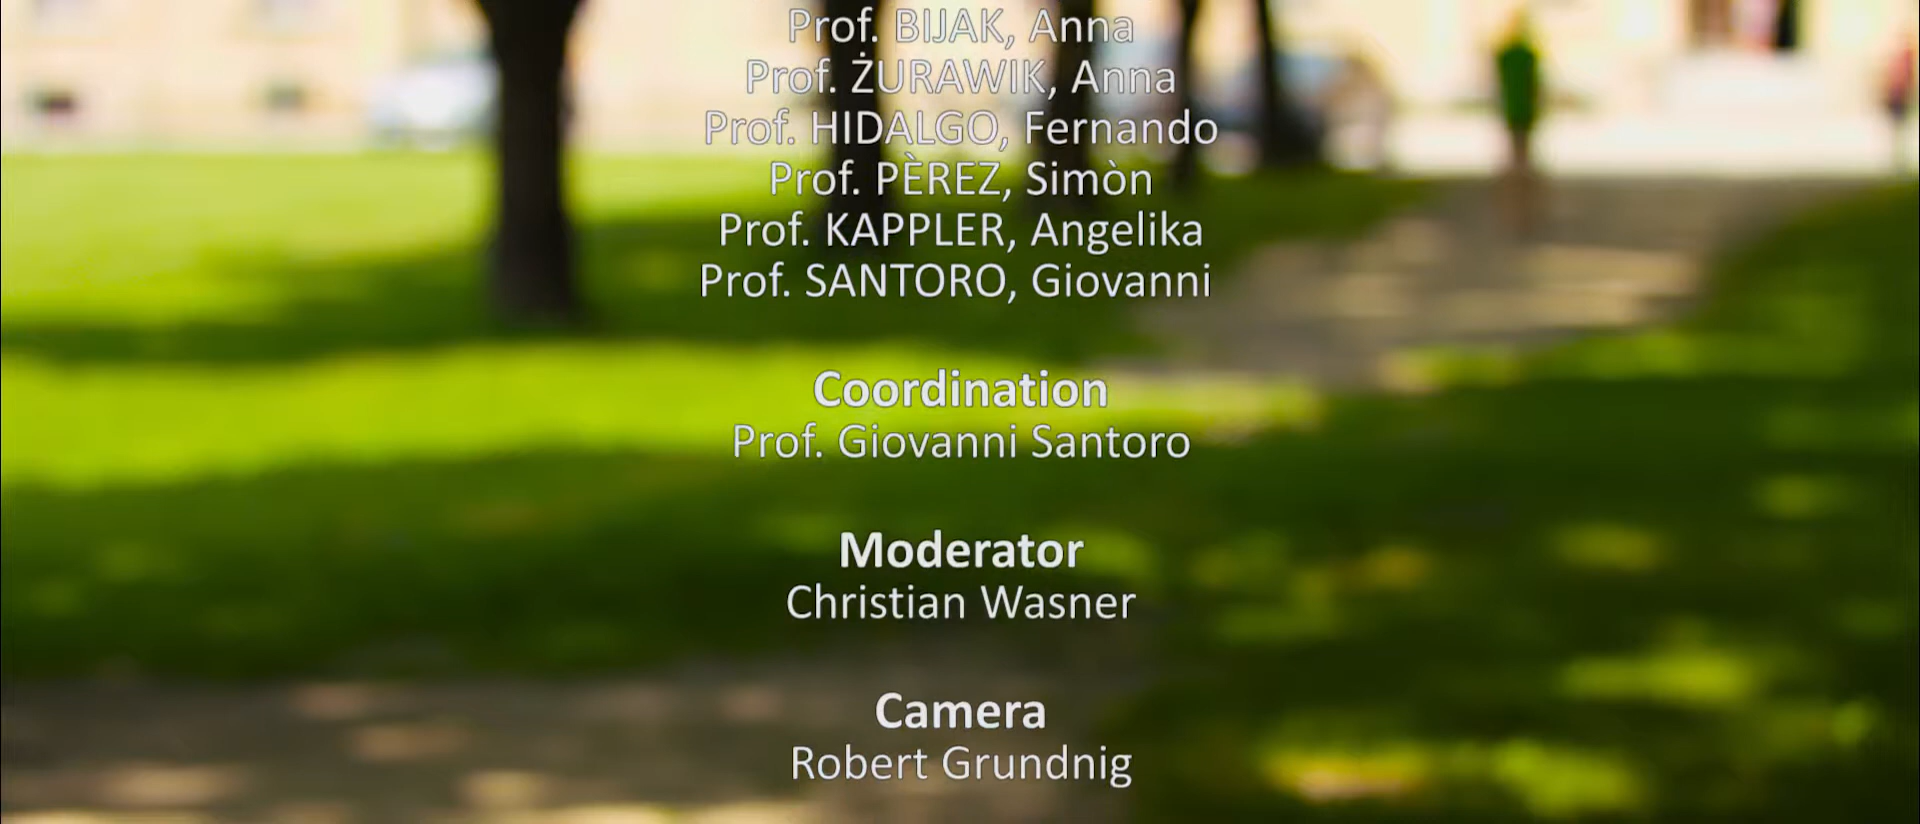 Prof. BIJAK, Anna
Prof. ŻURAWIK, Anna
Prof. HIDALGO, Fernando
Prof. PÈREZ, Simòn
Prof. KAPPLER, Angelika
Prof. SANTORO, Giovanni
Coordination
Prof. Giovanni Santoro
Moderator
Christian Wasner
Camera
Robert Grundnig